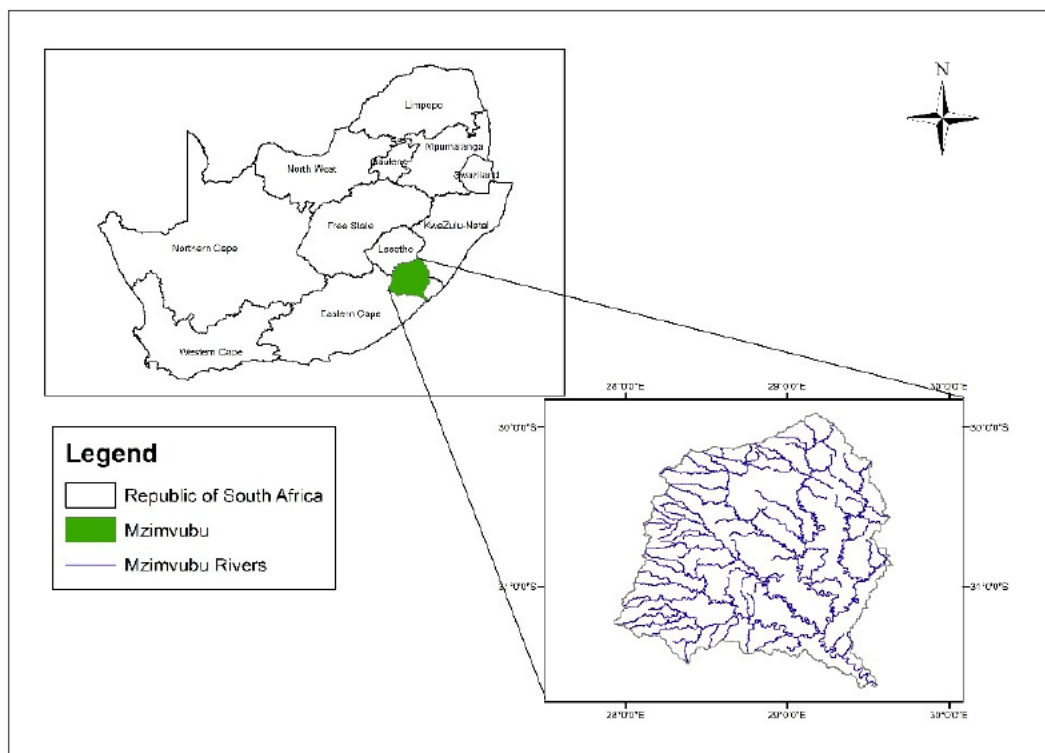 N
Limpopo
Mpumalanga
Gauteng
North West
Swaziland
Free State
KwaZulu-Natal
Lesotho
Northern Cape
Eastern Cape
Western Cape
28°0'0"E 29°0'0"E 30°0'0"E
30°0'0"S 30°0'0"S
31°0'0"S 31°0'0"S
28°0'0"E 29°0'0"E 30°0'0"E
Legend
Republic of South Africa
Mzimvubu
Mzimvubu Rivers